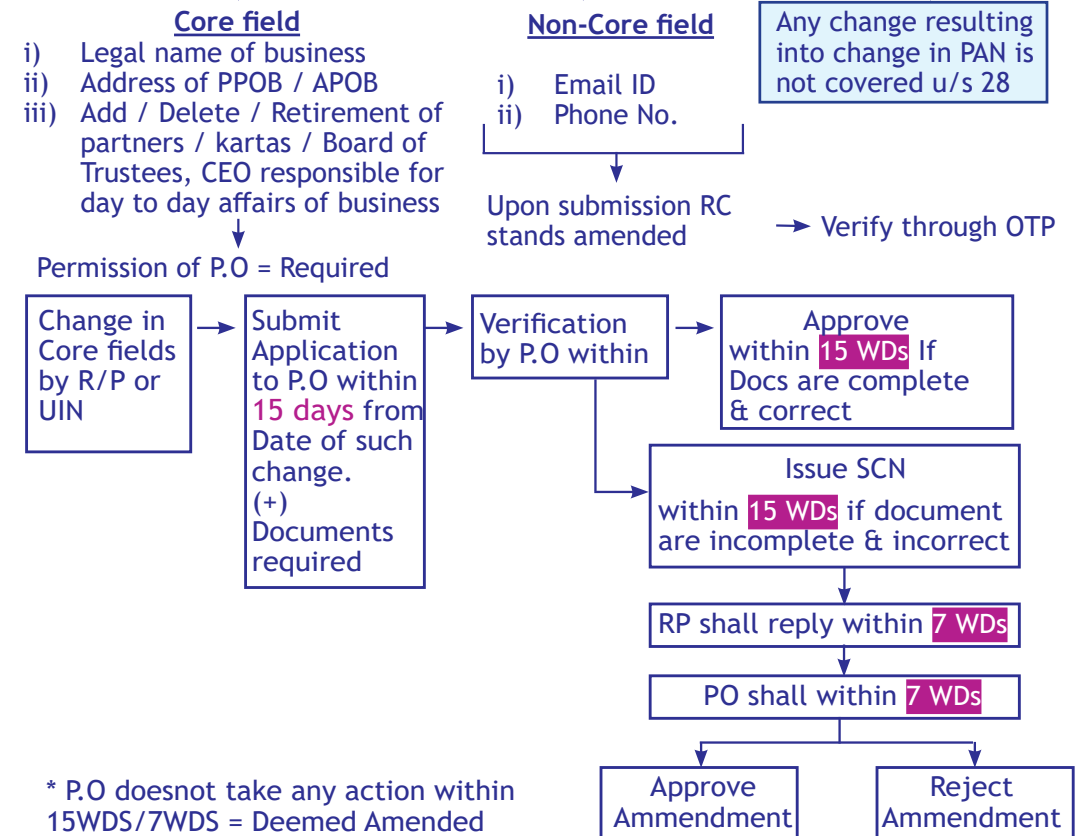 Core field
i) Legal name of business
ii) Address of PPOB / APOB
iii) Add / Delete / Retirement of
partners / kartas / Board of
Trustees, CEO responsible for
day to day affairs of business
Non-Core field
i) Email ID
ii) Phone No.
Any change resulting
into change in PAN is
not covered u/s 28
Upon submission RC
stands amended
Verify through OTP
Permission of P.O = Required
Change in
Core fields
by R/P or
UIN
Submit
Application
to P.O within
15 days from
Date of such
change.
(+)
Documents
required
Verification
by P.O within
Approve
within 15 WDs If
Docs are complete
& correct
Issue SCN
within 15 WDs if document
are incomplete & incorrect
RP shall reply within 7 WDs
PO shall within 7 WDs
Approve
Ammendment
Reject
Ammendment
* P.O doesnot take any action within
15WDS/7WDS = Deemed Amended